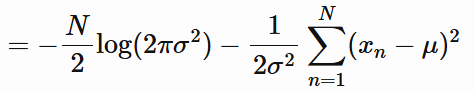 = -\frac{N}{2}\log(2\pi\sigma^2) - \frac{1}{2\sigma^2}\sum_{n=1}^{N}(x_n - \mu)^2